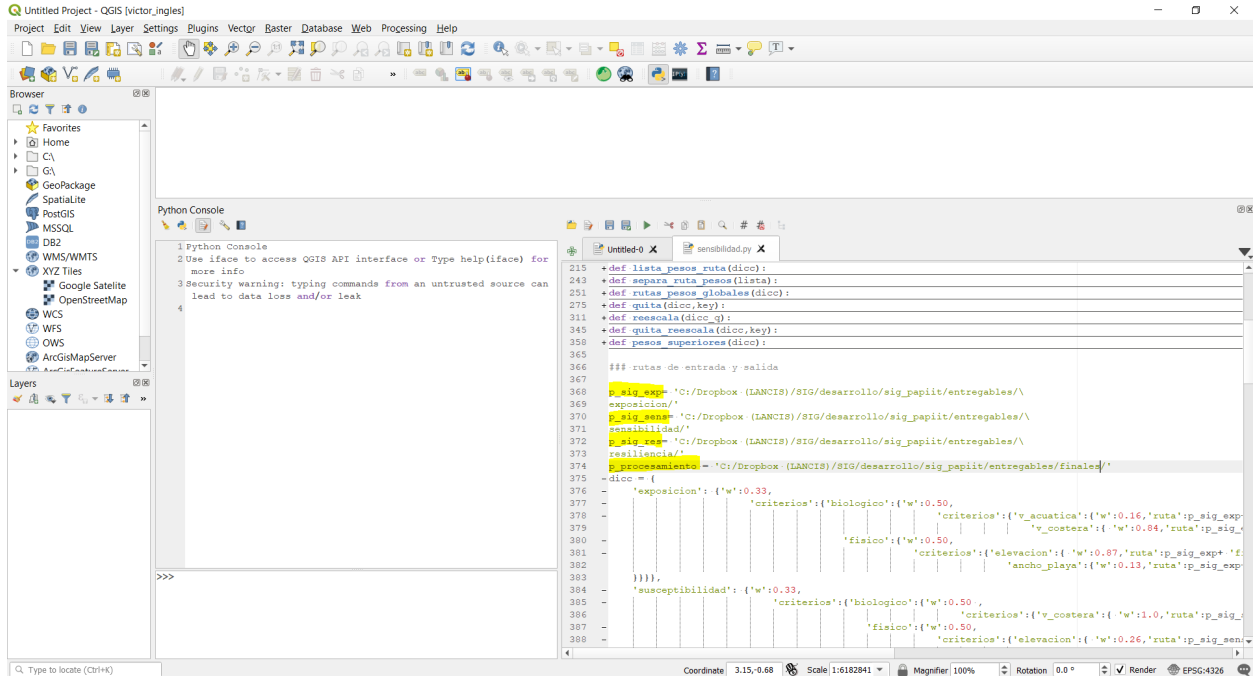 Untitled Project - QGIS [victor_ingles]
Project Edit View Layer Settings Plugins Vector Raster Database Web Processing Help
Browser
Favorites
Home
C:\
G:\
GeoPackage
SpatiaLite
PostGIS
MSSQL
DB2
WMS/WMTS
XYZ Tiles
Google Satelite
OpenStreetMap
WCS
WFS
OWS
ArcGisMapServer
ArcGisFeatureServer
Layers
Python Console
1 Python Console
2 Use iface to access QGIS API interface or Type help(iface) for
more info
3 Security warning: typing commands from an untrusted source can
lead to data loss and/or leak
4
>>>
Untitled-0 sensibilidad.py
215 +def lista_pesos_ruta(dicc):
243 +def separa_ruta_pesos(lista):
251 +def rutas_pesos_globales(dicc):
275 +def quita(dicc,key):
311 +def reescala(dicc_q):
345 +def quita_reescala(dicc,key):
358 +def pesos_superiores(dicc):
365
366 ### rutas de entrada y salida
367
368 p_sig_exp= 'C:/Dropbox (LANCIS)/SIG/desarrollo/sig_papiit/entregables/\
369 exposicion/'
370 p_sig_sens= 'C:/Dropbox (LANCIS)/SIG/desarrollo/sig_papiit/entregables/\
371 sensibilidad/'
372 p_sig_res= 'C:/Dropbox (LANCIS)/SIG/desarrollo/sig_papiit/entregables/\
373 resiliencia/'
374 p_procesamiento = 'C:/Dropbox (LANCIS)/SIG/desarrollo/sig_papiit/entregables/finales/'
375 -dicc = {
376 - 'exposicion': {'w':0.33,
377 - 'criterios':{'biologico':{'w':0.50,
378 - 'criterios':{'v_acuatica':{'w':0.16,'ruta':p_sig_exp+
379 'v_costera':{ 'w':0.84,'ruta':p_sig_
380 - 'fisico':{'w':0.50,
381 - 'criterios':{'elevacion':{ 'w':0.87,'ruta':p_sig_exp+ 'f
382 'ancho_playa':{'w':0.13,'ruta':p_sig_exp
383 }}}},
384 - 'susceptibilidad': {'w':0.33,
385 - 'criterios':{'biologico':{'w':0.50 ,
386 'criterios':{'v_costera':{ 'w':1.0,'ruta':p_sig_
387 - 'fisico':{'w':0.50,
388 - 'criterios':{'elevacion':{ 'w':0.26,'ruta':p_sig_sen
Type to locate (Ctrl+K)
Coordinate 3.15,-0.68 Scale 1:6182841 Magnifier 100% Rotation 0.0 ° Render EPSG:4326